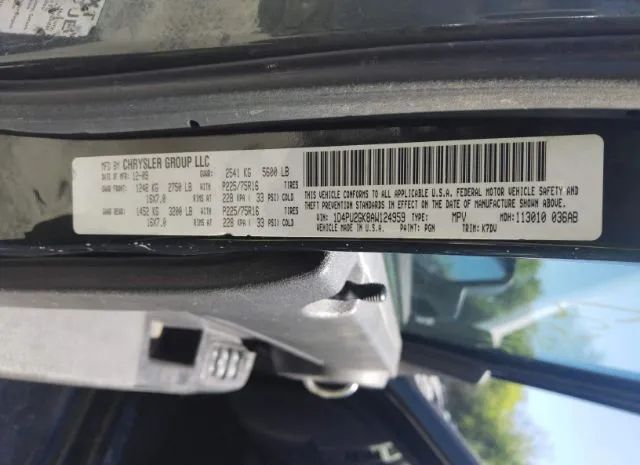 MFD BY CHRYSLER GROUP LLC
DATE OF MFR: 12-09 GVWR: 2541 KG 5600 LB
GAWR FRONT: 1248 KG 2750 LB WITH P225/75R16 TIRES
16X7.0 RIMS AT 228 KPA ( 33 PSI) COLD
GAWR REAR: 1452 KG 3200 LB WITH P225/75R16 TIRES
16X7.0 RIMS AT 228 KPA ( 33 PSI) COLD
THIS VEHICLE CONFORMS TO ALL APPLICABLE U.S.A. FEDERAL MOTOR VEHICLE SAFETY AND
THEFT PREVENTION STANDARDS IN EFFECT ON THE DATE OF MANUFACTURE SHOWN ABOVE.
VIN: 1D4PU2GK8AW124959 TYPE: MPV MDH: 113010 036AB
VEHICLE MADE IN U.S.A. PAINT: PGN TRIM: K7DV